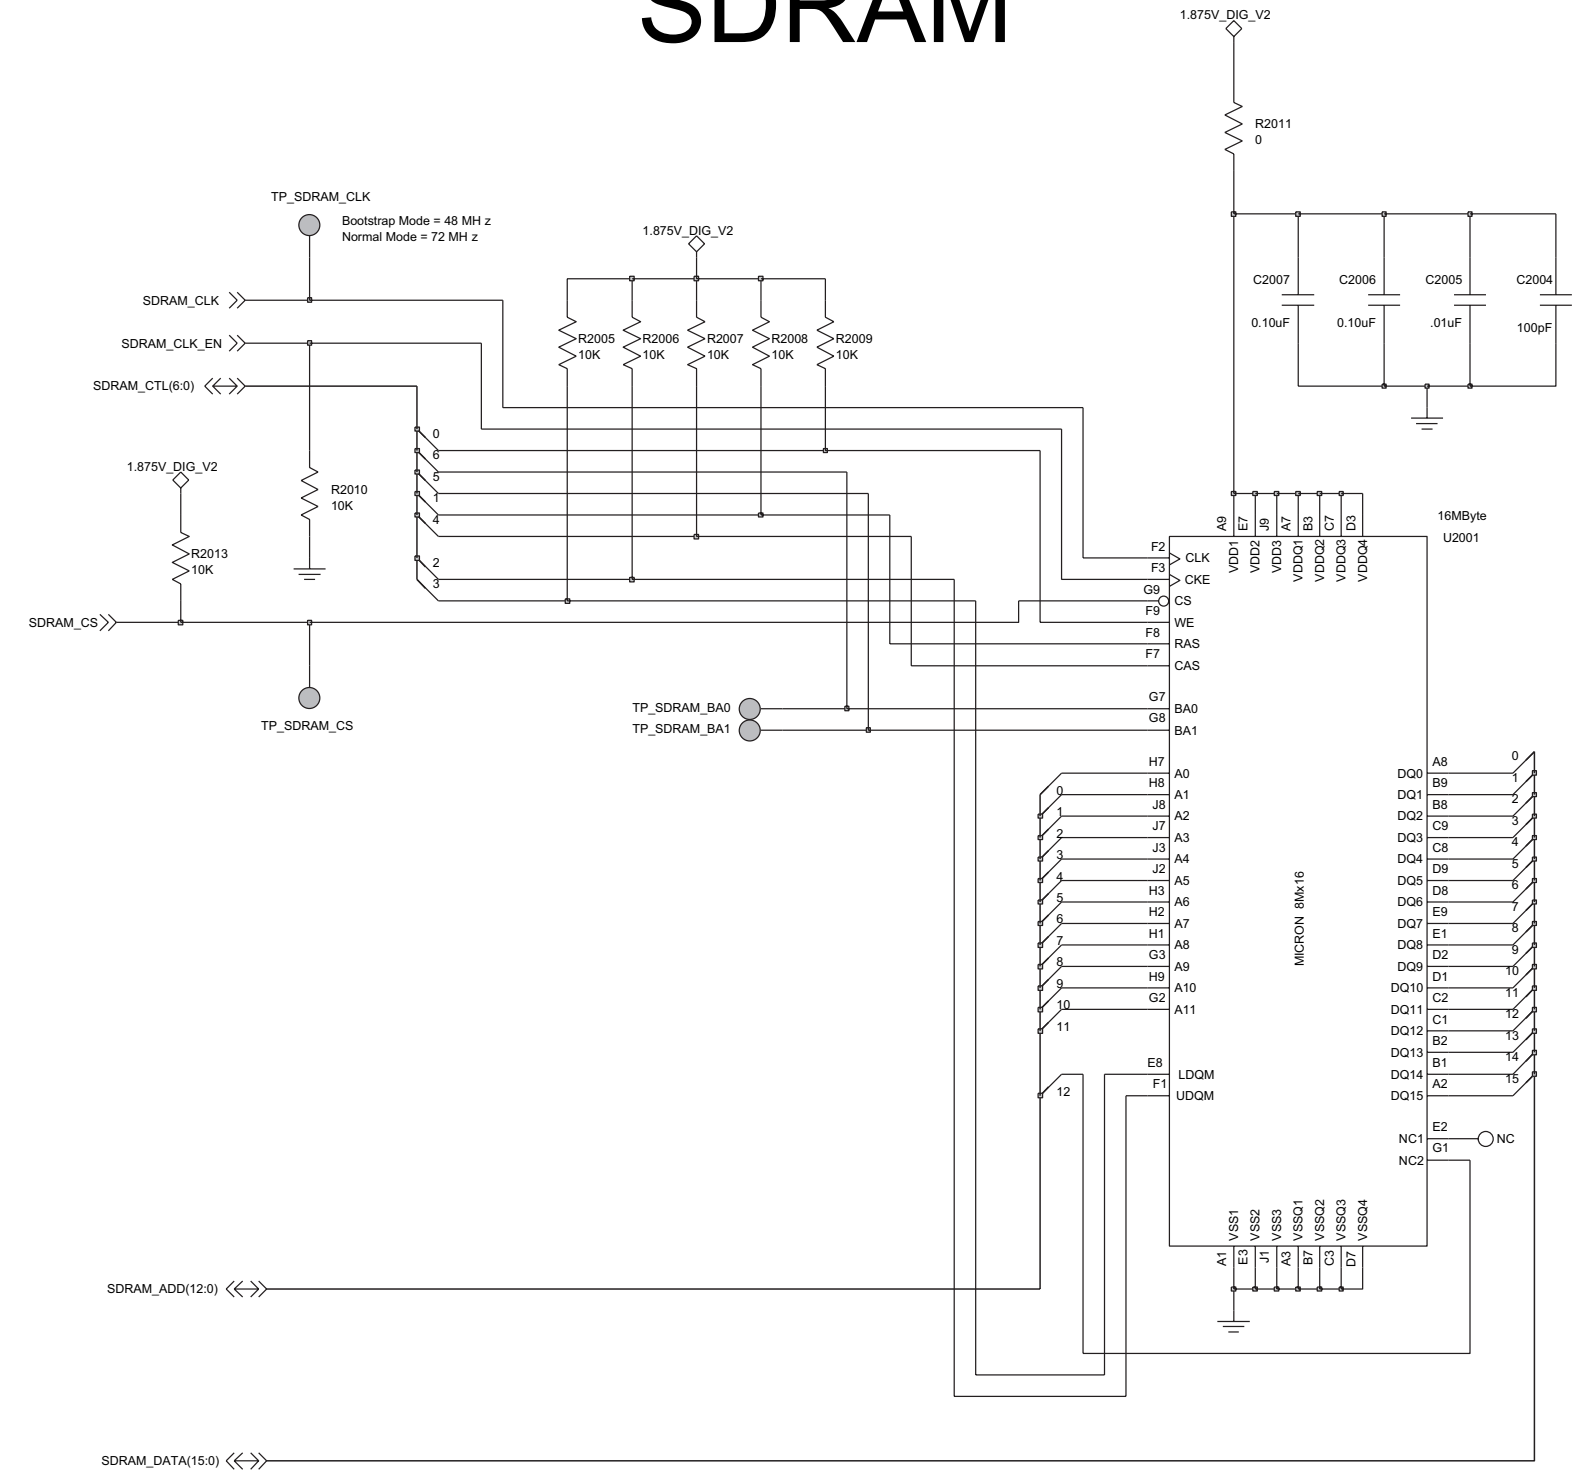 SDRAM
1.875V_DIG_V2
R2011
0
TP_SDRAM_CLK
Bootstrap Mode = 48 MH z
Normal Mode = 72 MH z
1.875V_DIG_V2
SDRAM_CLK
SDRAM_CLK_EN
SDRAM_CTL(6:0)
R2005
10K
R2006
10K
R2007
10K
R2008
10K
R2009
10K
C2007
0.10uF
C2006
0.10uF
C2005
.01uF
C2004
100pF
0
6
5
1
4
2
3
1.875V_DIG_V2
R2010
10K
R2013
10K
SDRAM_CS
TP_SDRAM_CS
TP_SDRAM_BA0
TP_SDRAM_BA1
16MByte
U2001
A9
E7
J9
A7
B3
C7
D3
VDD1
VDD2
VDD3
VDDQ1
VDDQ2
VDDQ3
VDDQ4
F2 CLK
F3 CKE
G9 CS
F9 WE
F8 RAS
F7 CAS
G7 BA0
G8 BA1
H7 A0
0 H8 A1
1 J8 A2
2 J7 A3
3 J3 A4
4 J2 A5
5 H3 A6
6 H2 A7
7 H1 A8
8 G3 A9
9 H9 A10
10 G2 A11
11
E8 LDQM
12 F1 UDQM
MICRON 8Mx16
DQ0 A8 0
DQ1 B9 1
DQ2 B8 2
DQ3 C9 3
DQ4 C8 4
DQ5 D9 5
DQ6 D8 6
DQ7 E9 7
DQ8 E1 8
DQ9 D2 9
DQ10 D1 10
DQ11 C2 11
DQ12 C1 12
DQ13 B2 13
DQ14 B1 14
DQ15 A2 15
NC1 E2 NC
NC2 G1
VSS1
VSS2
VSS3
VSSQ1
VSSQ2
VSSQ3
VSSQ4
A1
E3
J1
A3
B7
C3
D7
SDRAM_ADD(12:0)
SDRAM_DATA(15:0)